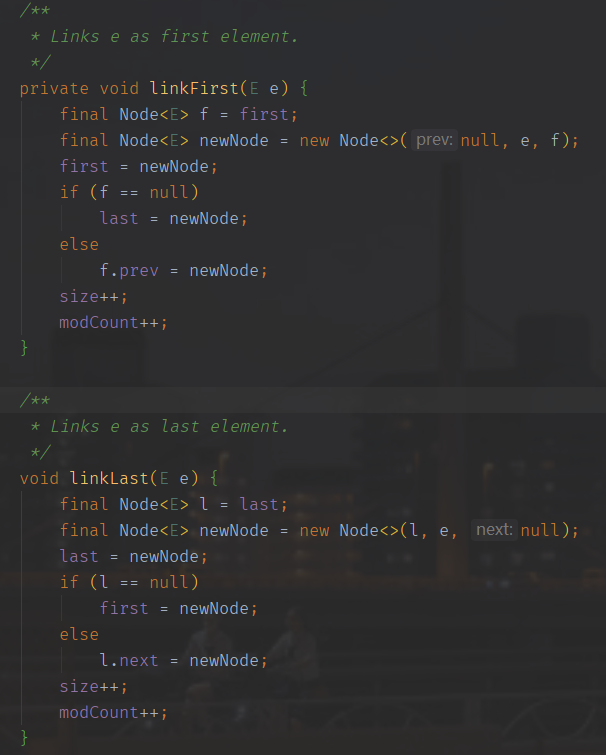 /**
 * Links e as first element.
 */
private void linkFirst(E e) {
    final Node<E> f = first;
    final Node<E> newNode = new Node<>( prev: null, e, f);
    first = newNode;
    if (f == null)
        last = newNode;
    else
        f.prev = newNode;
    size++;
    modCount++;
}
/**
 * Links e as last element.
 */
void linkLast(E e) {
    final Node<E> l = last;
    final Node<E> newNode = new Node<>(l, e, next: null);
    last = newNode;
    if (l == null)
        first = newNode;
    else
        l.next = newNode;
    size++;
    modCount++;
}